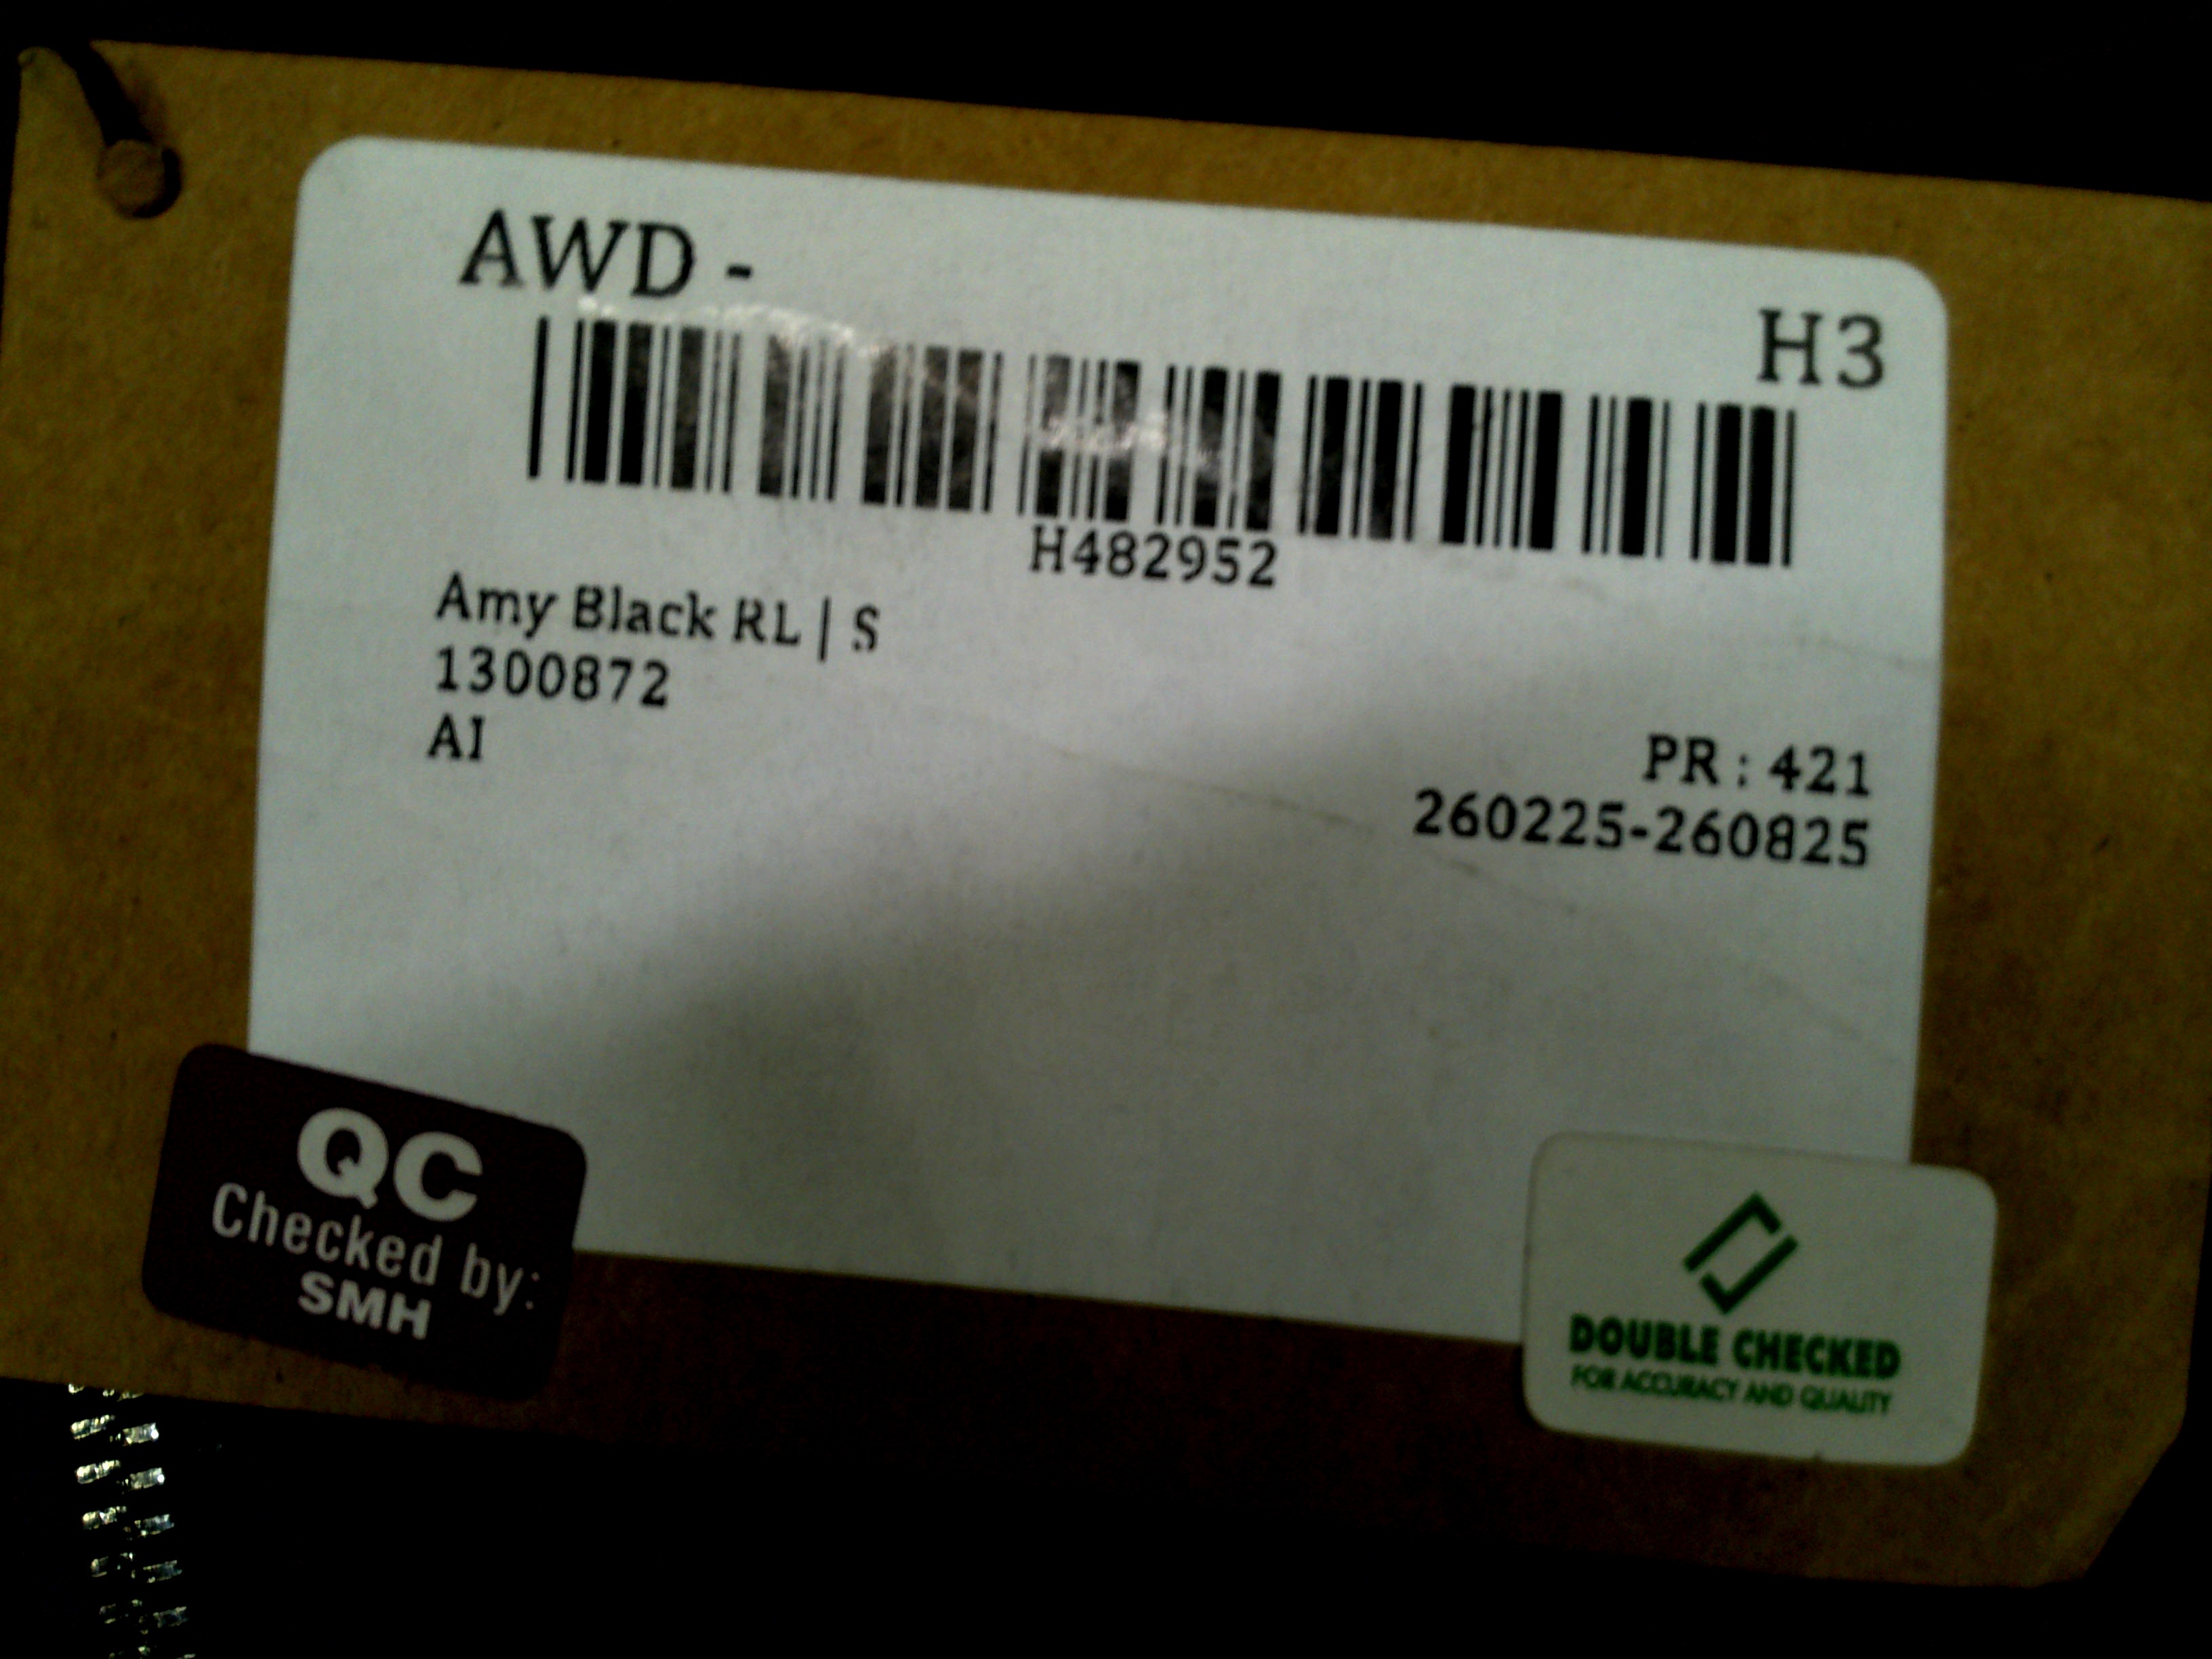 AWD -
H3
H482952
Amy Black RL | S
1300872
AI
PR : 421
260225-260825
QC
Checked by:
SMH
DOUBLE CHECKED
FOR ACCURACY AND QUALITY